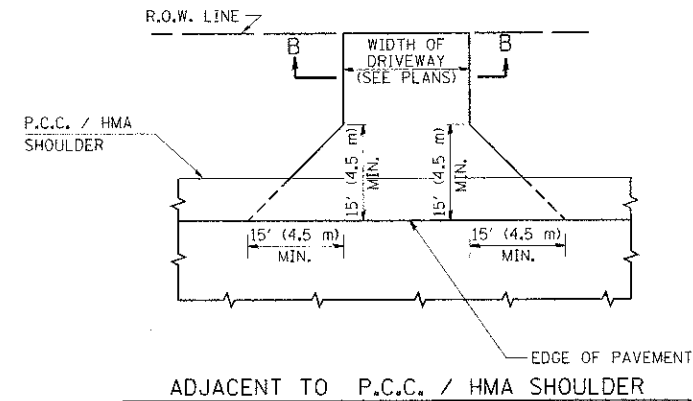 R.O.W. LINE
B
WIDTH OF
DRIVEWAY
(SEE PLANS)
B
P.C.C. / HMA
SHOULDER
15' (4.5 m)
MIN.
15' (4.5 m)
MIN.
15' (4.5 m)
MIN.
15' (4.5 m)
MIN.
EDGE OF PAVEMENT
ADJACENT TO P.C.C. / HMA SHOULDER